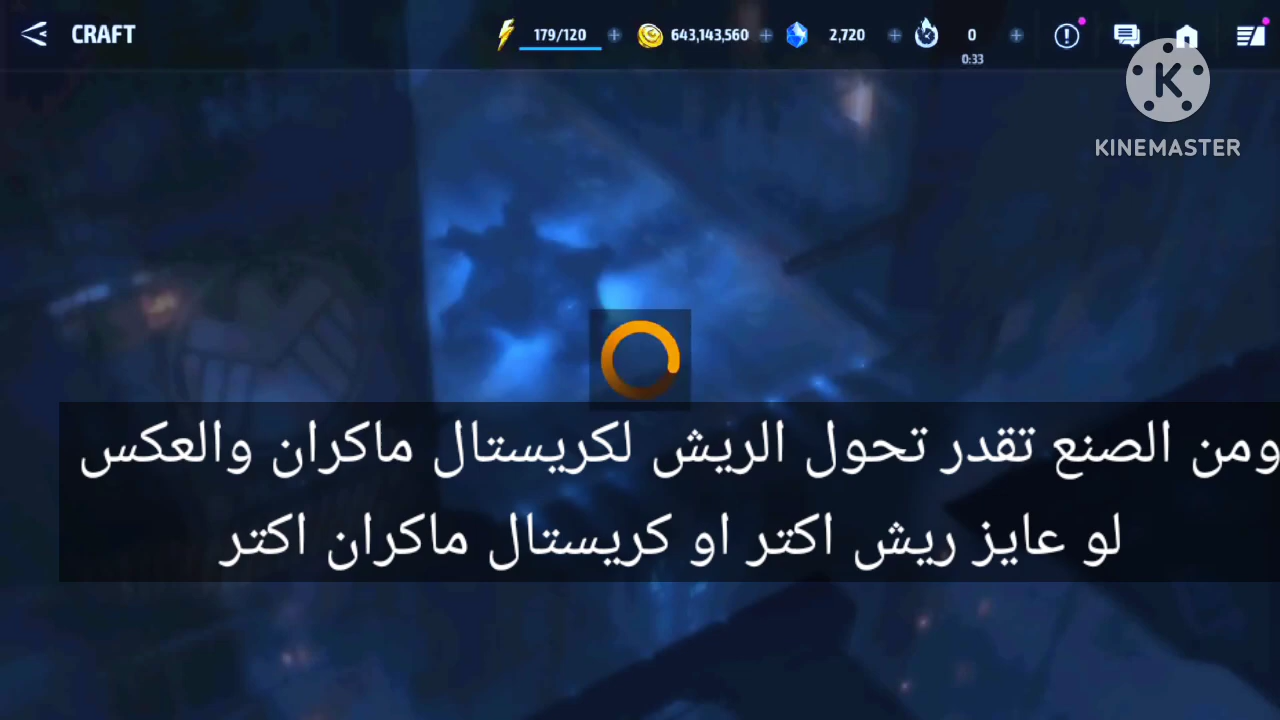 CRAFT
179/120
643,143,560
2,720
0
0:33
K
KINEMASTER
ومن الصنع تقدر تحول الريش لكريستال ماكران والعكس
لو عايز ريش اكتر او كريستال ماكران اكتر